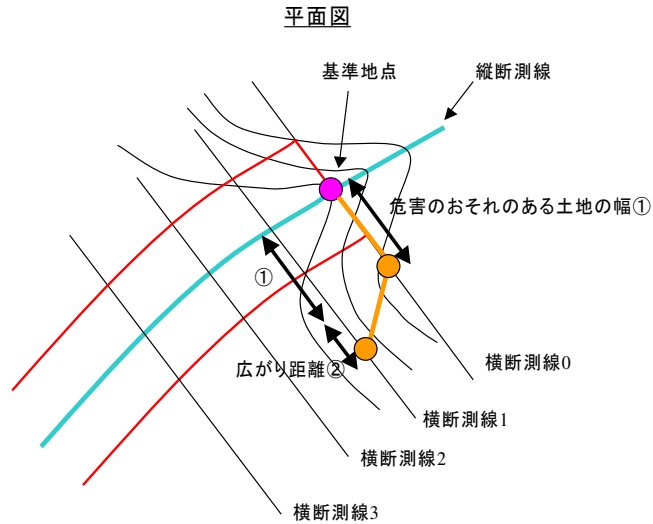 平面図
基準地点
縦断測線
危害のおそれのある土地の幅①
①
広がり距離②
横断測線0
横断測線1
横断測線2
横断測線3